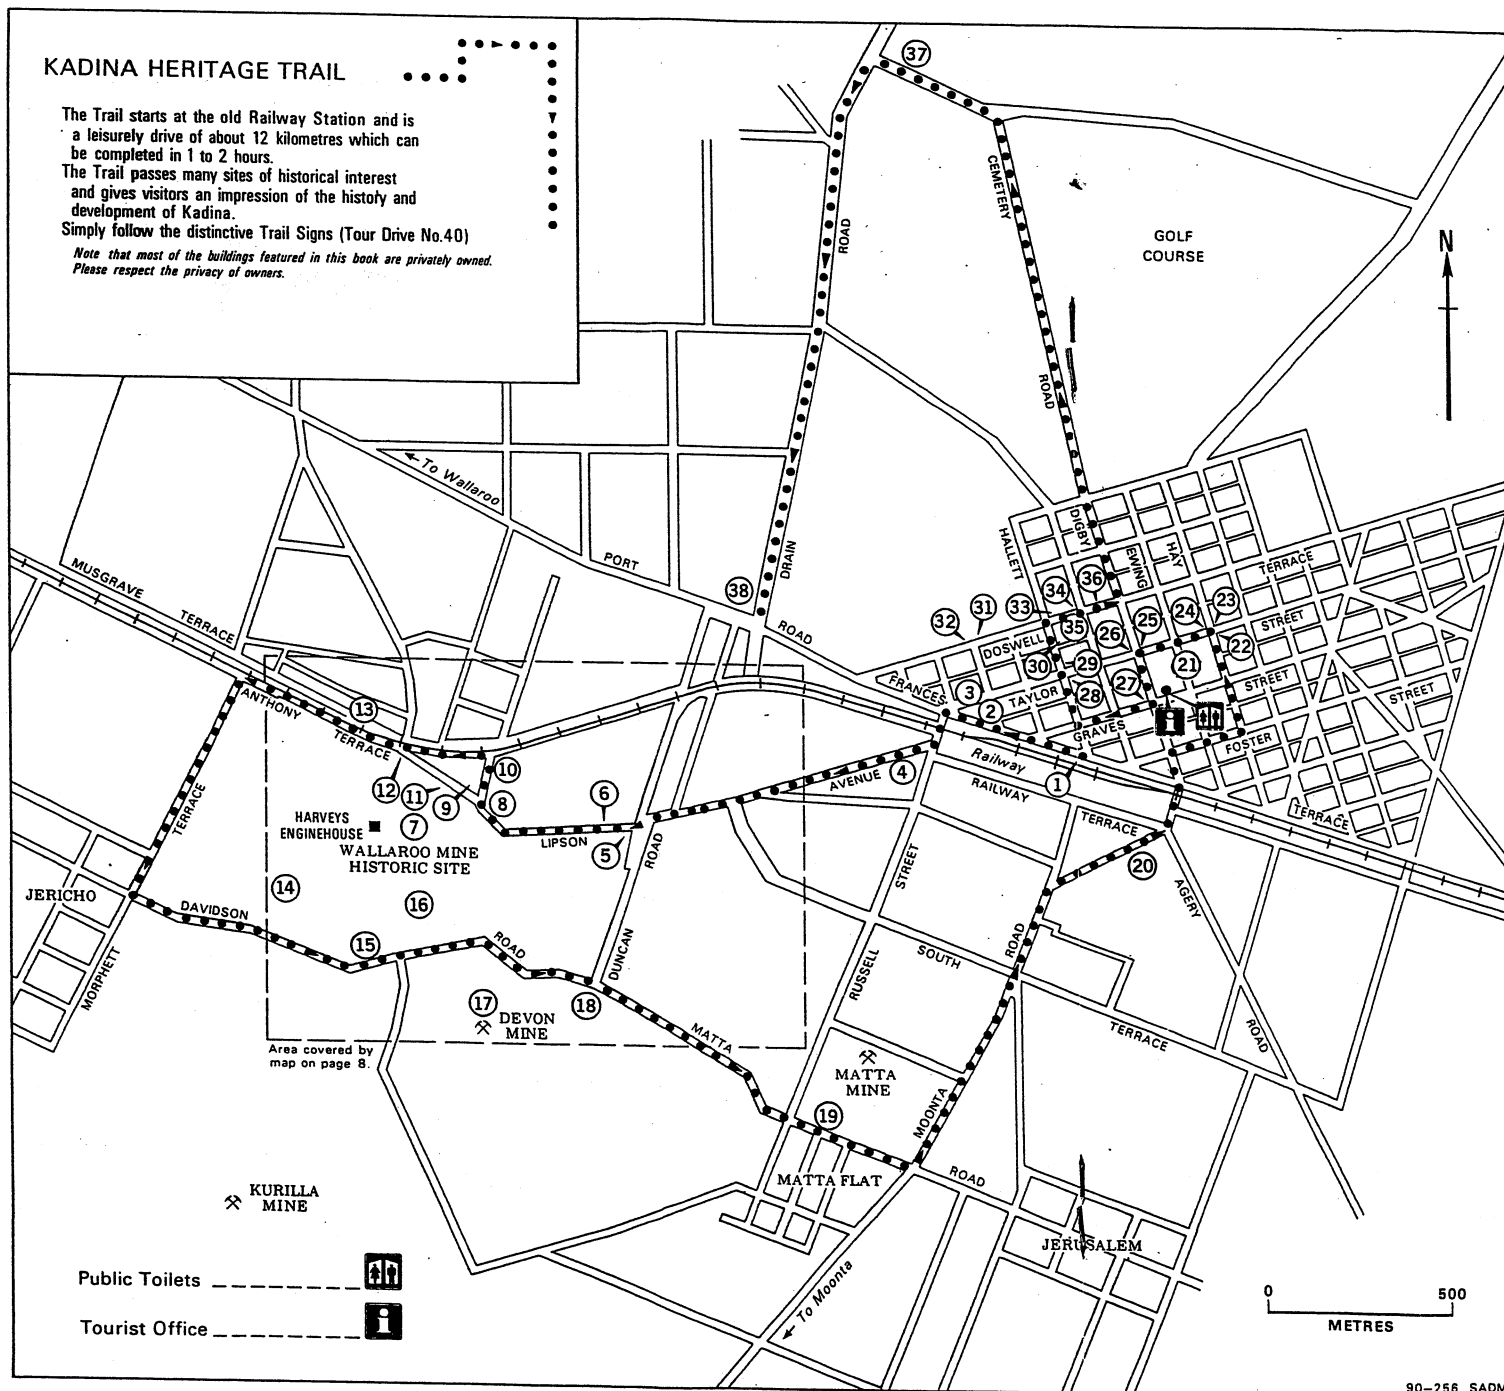 KADINA HERITAGE TRAIL
The Trail starts at the old Railway Station and is
a leisurely drive of about 12 kilometres which can
be completed in 1 to 2 hours.
The Trail passes many sites of historical interest
and gives visitors an impression of the history and
development of Kadina.
Simply follow the distinctive Trail Signs (Tour Drive No.40)
Note that most of the buildings featured in this book are privately owned.
Please respect the privacy of owners.
37
CEMETERY
ROAD
GOLF
COURSE
N
ROAD
DRAIN
To Wallaroo
PORT
ROAD
38
MUSGRAVE
TERRACE
HALLETT
DIGBY
EWING
HAY
TERRACE
STREET
STREET
STREET
36
34
33
31
32
35
26
25
24
23
22
21
DOSWELL
30
29
28
27
TAYLOR
FRANCES
3
2
GRAVES
FOSTER
i
1
Railway
RAILWAY
TERRACE
TERRACE
4
AVENUE
ANTHONY
TERRACE
13
10
12
11
9
8
6
7
LIPSON
5
ROAD
HARVEYS
ENGINEHOUSE
WALLAROO MINE
HISTORIC SITE
TERRACE
JERICHO
14
DAVIDSON
16
15
ROAD
MORPHETT
DUNCAN
17
18
DEVON
MINE
MATTA
Area covered by
map on page 8.
STREET
RUSSELL
SOUTH
TERRACE
20
AGERY
ROAD
ROAD
MOONTA
MATTA
MINE
19
MATTA FLAT
ROAD
JERUSALEM
To Moonta
KURILLA
MINE
Public Toilets
Tourist Office
i
0 500
METRES
90-256 SADM